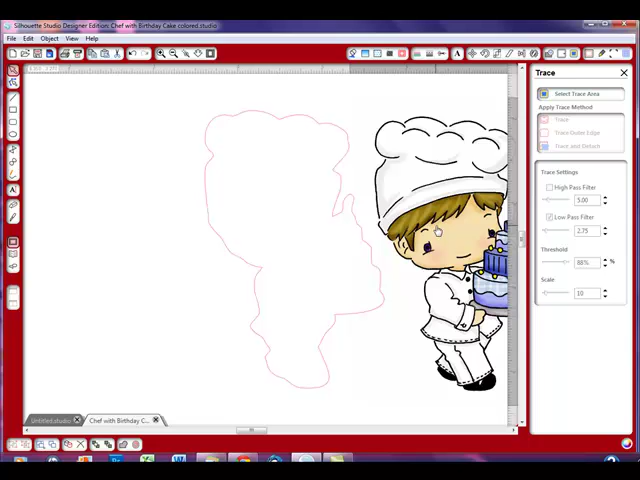 Silhouette Studio Designer Edition: Chef with Birthday Cake colored.studio
File Edit View Panels Object Window Help
Trace
Select Trace Area
Apply Trace Method
Trace
Trace Outer Edge
Trace and Detach
Trace Settings
High Pass Filter
5.00
Low Pass Filter
2.75
Threshold
88% %
Scale
10
Untitled.studio
Chef with Birthday C...